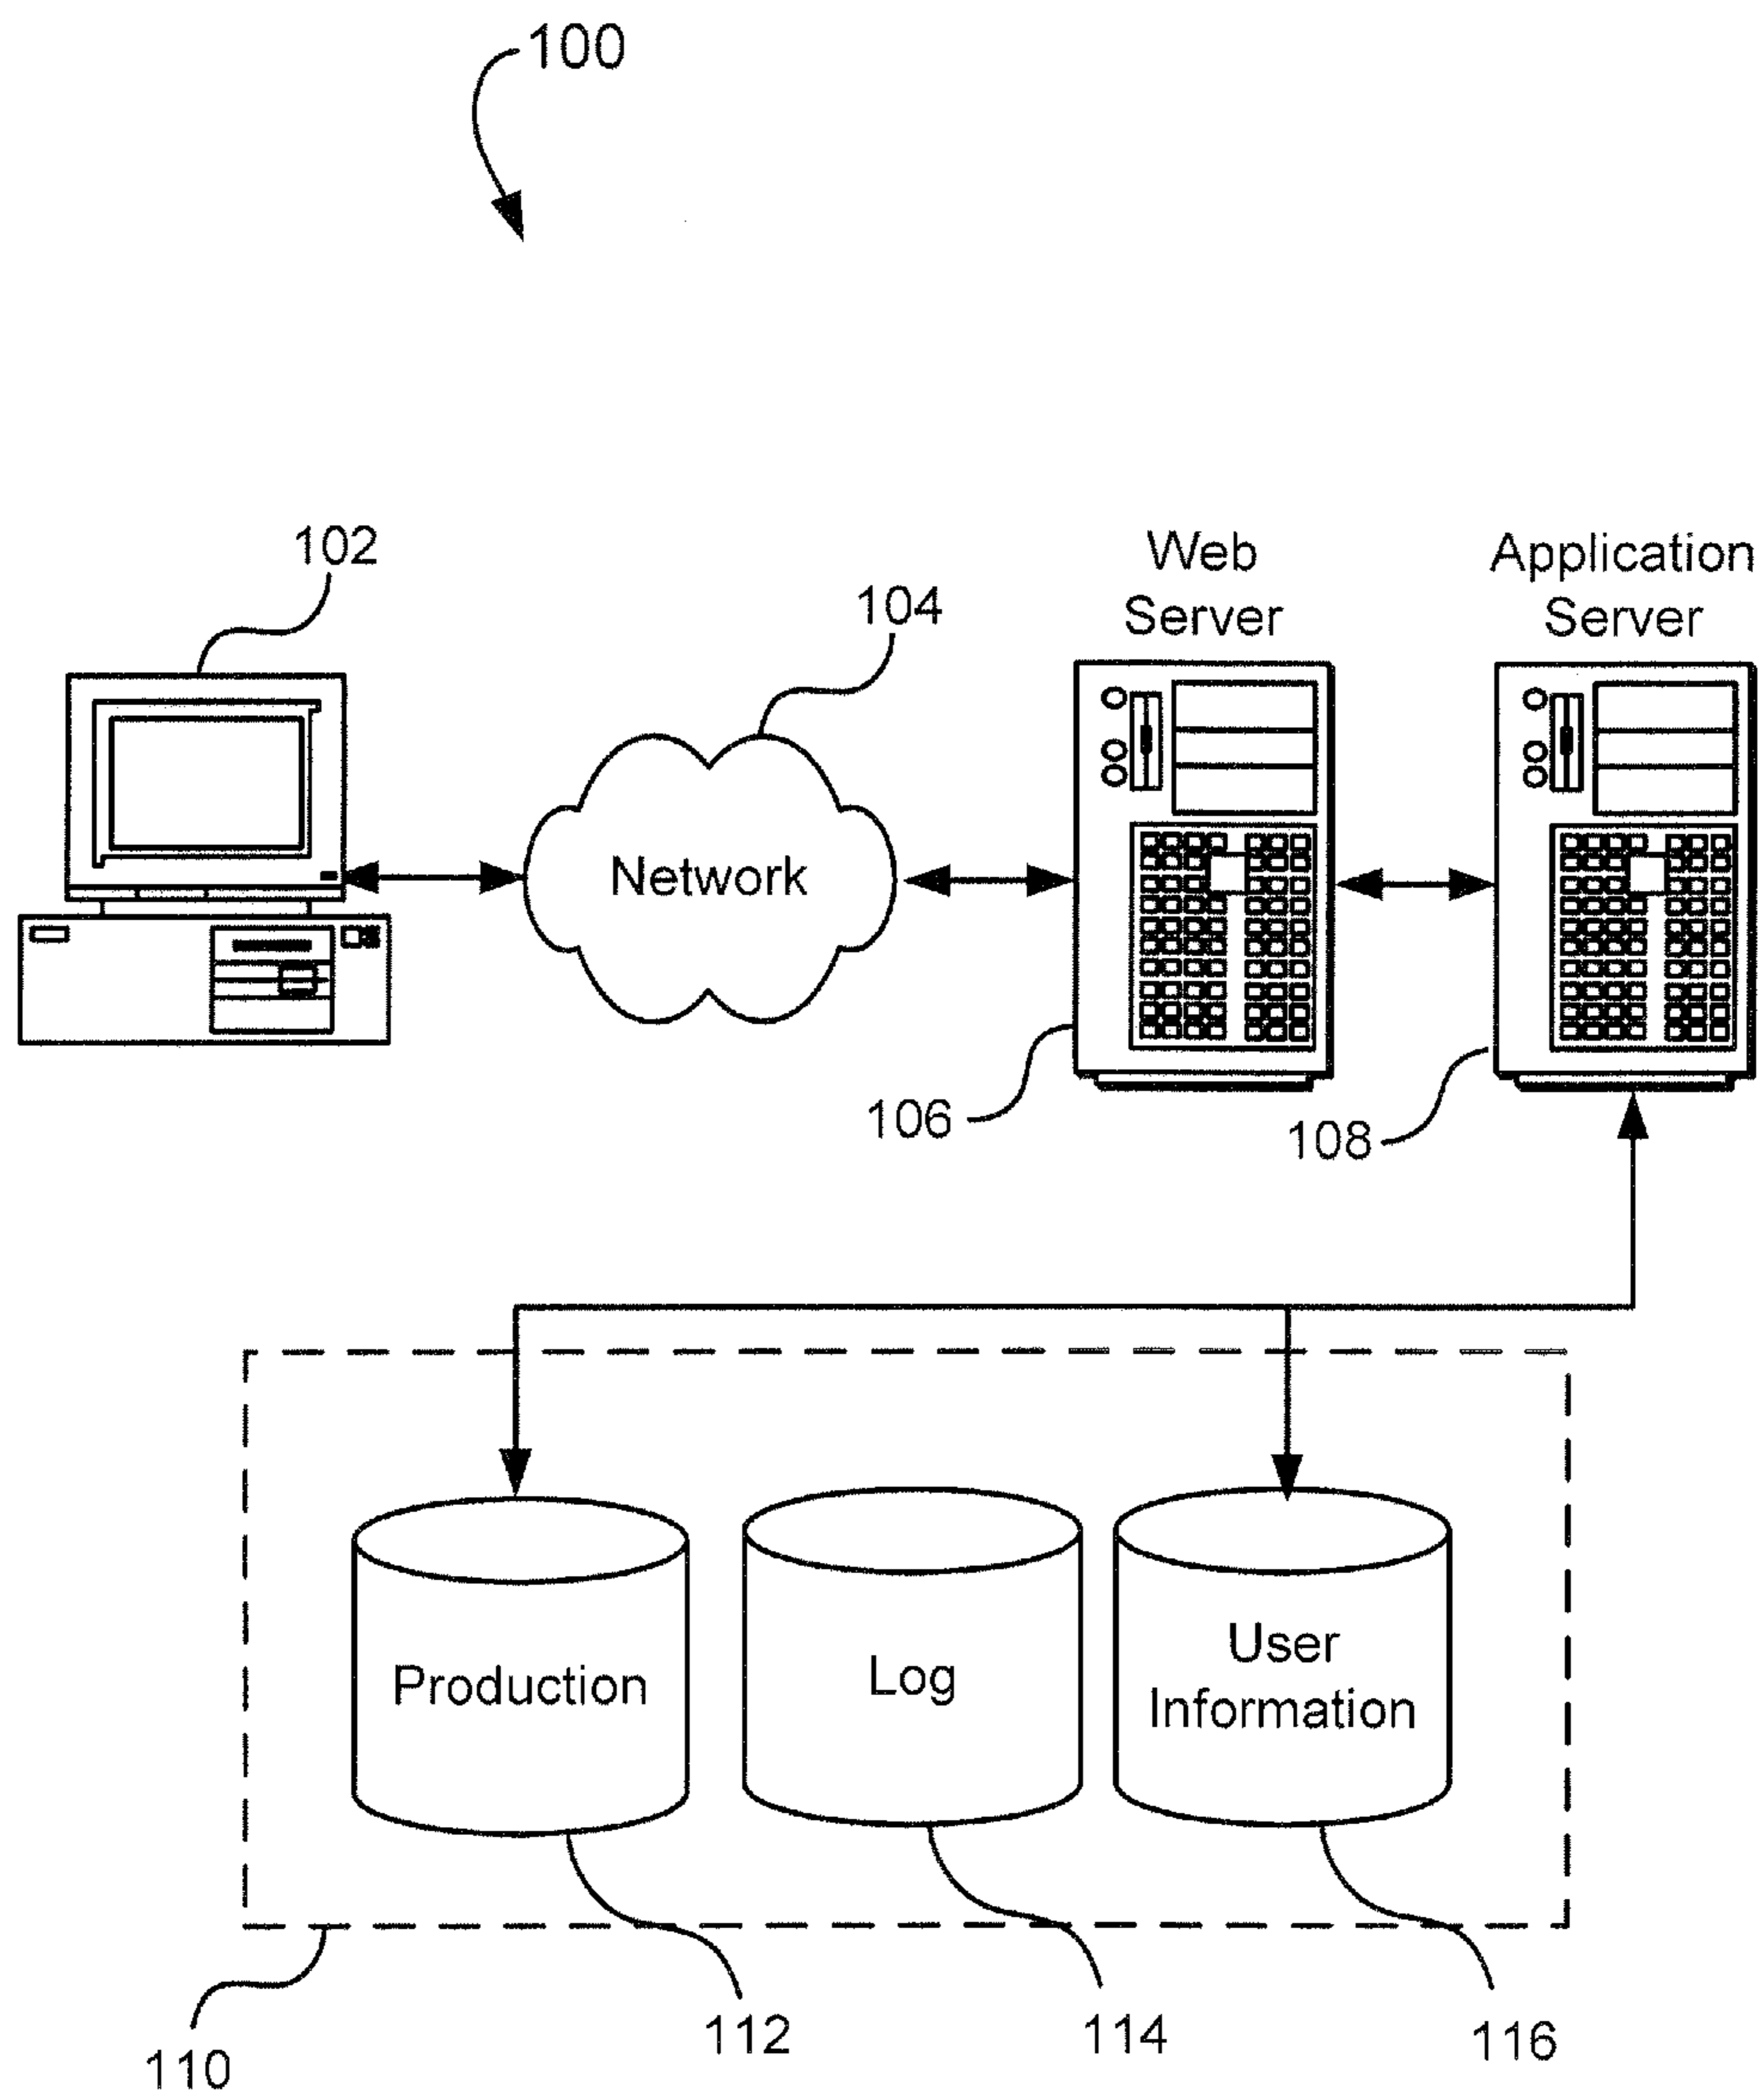 100
102
104
Web
Server
Application
Server
Network
106
108
Production
Log
User
Information
110
112
114
116